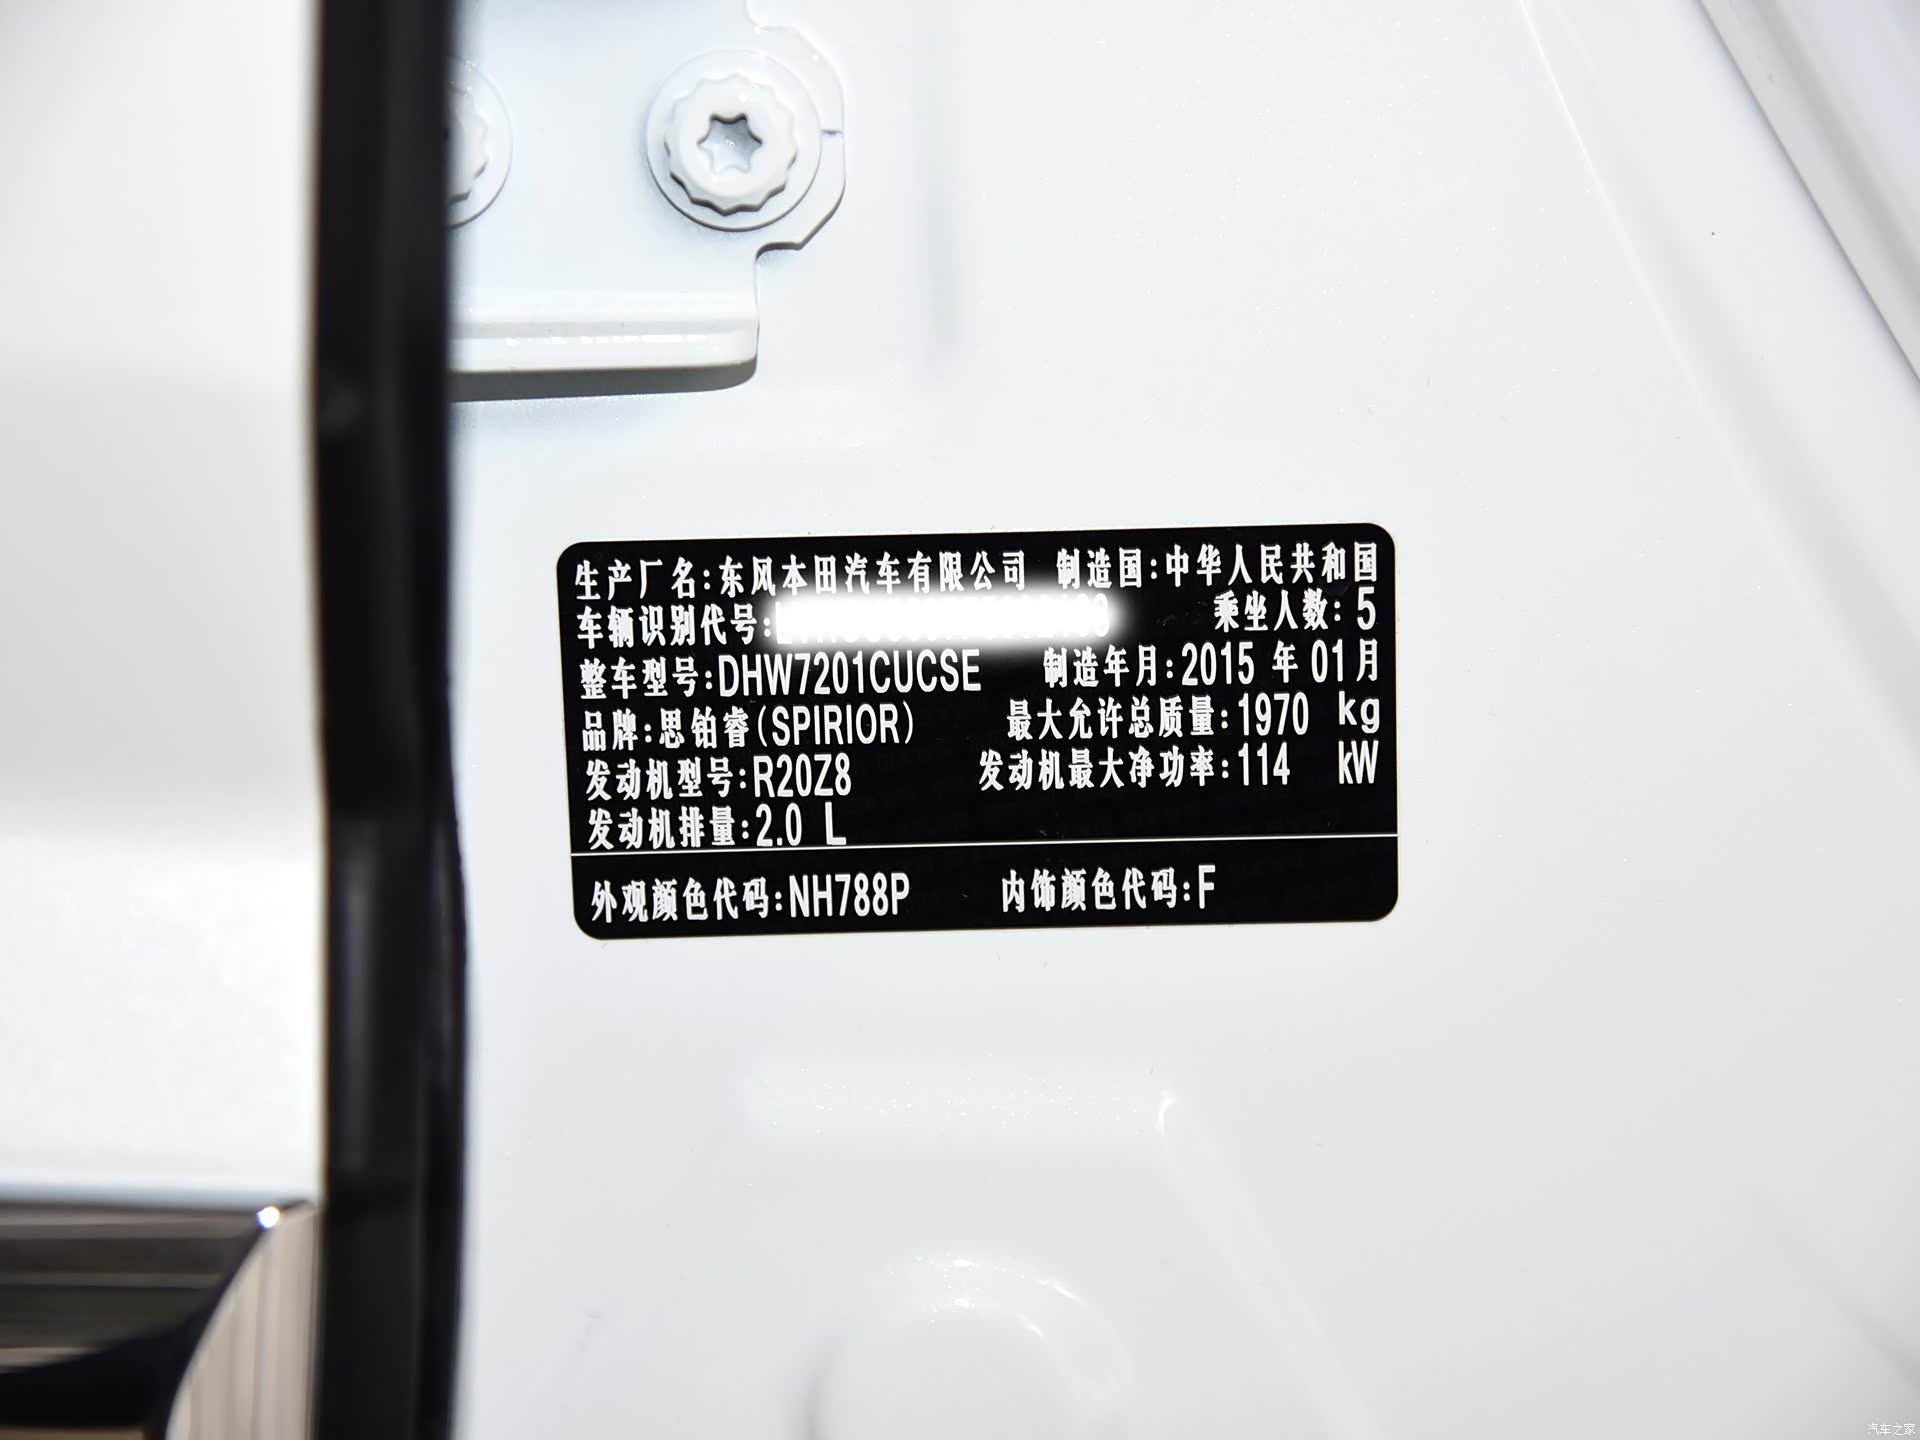 生产厂名:东风本田汽车有限公司 制造国:中华人民共和国
车辆识别代号: 乘坐人数:5
整车型号:DHW7201CUCSE 制造年月:2015 年 01月
品牌:思铂睿(SPIRIOR) 最大允许总质量:1970 kg
发动机型号:R20Z8 发动机最大净功率:114 kW
发动机排量:2.0 L
外观颜色代码:NH788P 内饰颜色代码:F
汽车之家